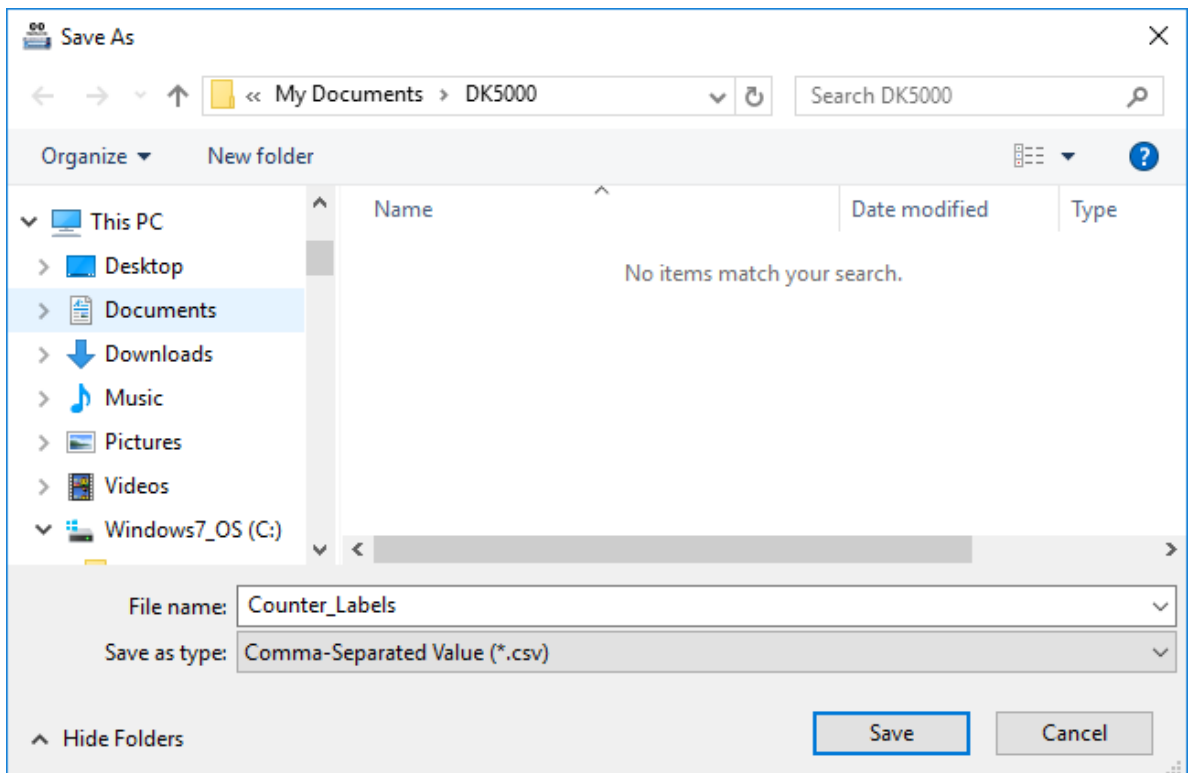 Save As
« My Documents > DK5000
Search DK5000
Organize
New folder
?
Name
Date modified
Type
No items match your search.
This PC
Desktop
Documents
Downloads
Music
Pictures
Videos
Windows7_OS (C:)
File name: Counter_Labels
Save as type: Comma-Separated Value (*.csv)
Hide Folders
Save
Cancel